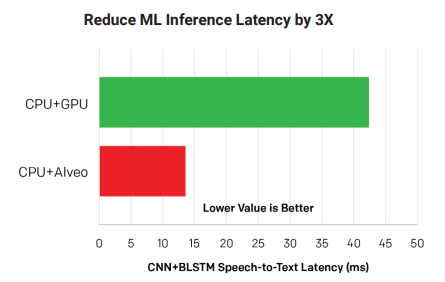 Reduce ML Inference Latency by 3X
CPU+GPU
CPU+Alveo
Lower Value is Better
0 5 10 15 20 25 30 35 40 45 50
CNN+BLSTM Speech-to-Text Latency (ms)